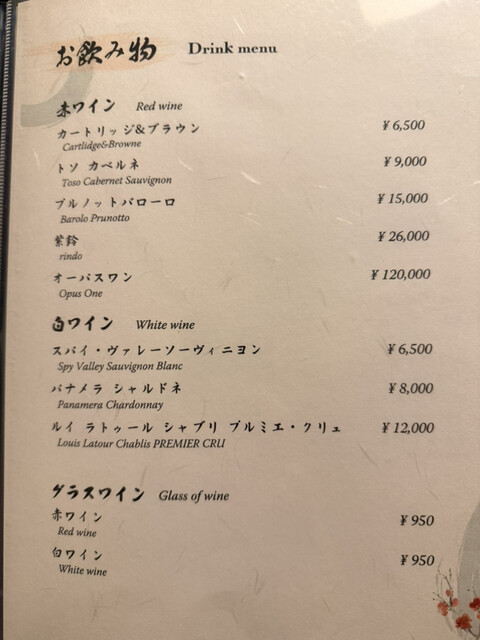 お飲み物 Drink menu
赤ワイン Red wine
カートリッジ&ブラウン ¥6,500
Cartlidge&Browne
トソ カベルネ ¥9,000
Toso Cabernet Sauvignon
プルノットバローロ ¥15,000
Barolo Prunotto
紫鈴 ¥26,000
rindo
オーパスワン ¥120,000
Opus One
白ワイン White wine
スパイ・ヴァレーソーヴィニヨン ¥6,500
Spy Valley Sauvignon Blanc
パナメラ シャルドネ ¥8,000
Panamera Chardonnay
ルイ ラトゥール シャブリ プルミエ・クリュ ¥12,000
Louis Latour Chablis PREMIER CRU
グラスワイン Glass of wine
赤ワイン ¥950
Red wine
白ワイン ¥950
White wine